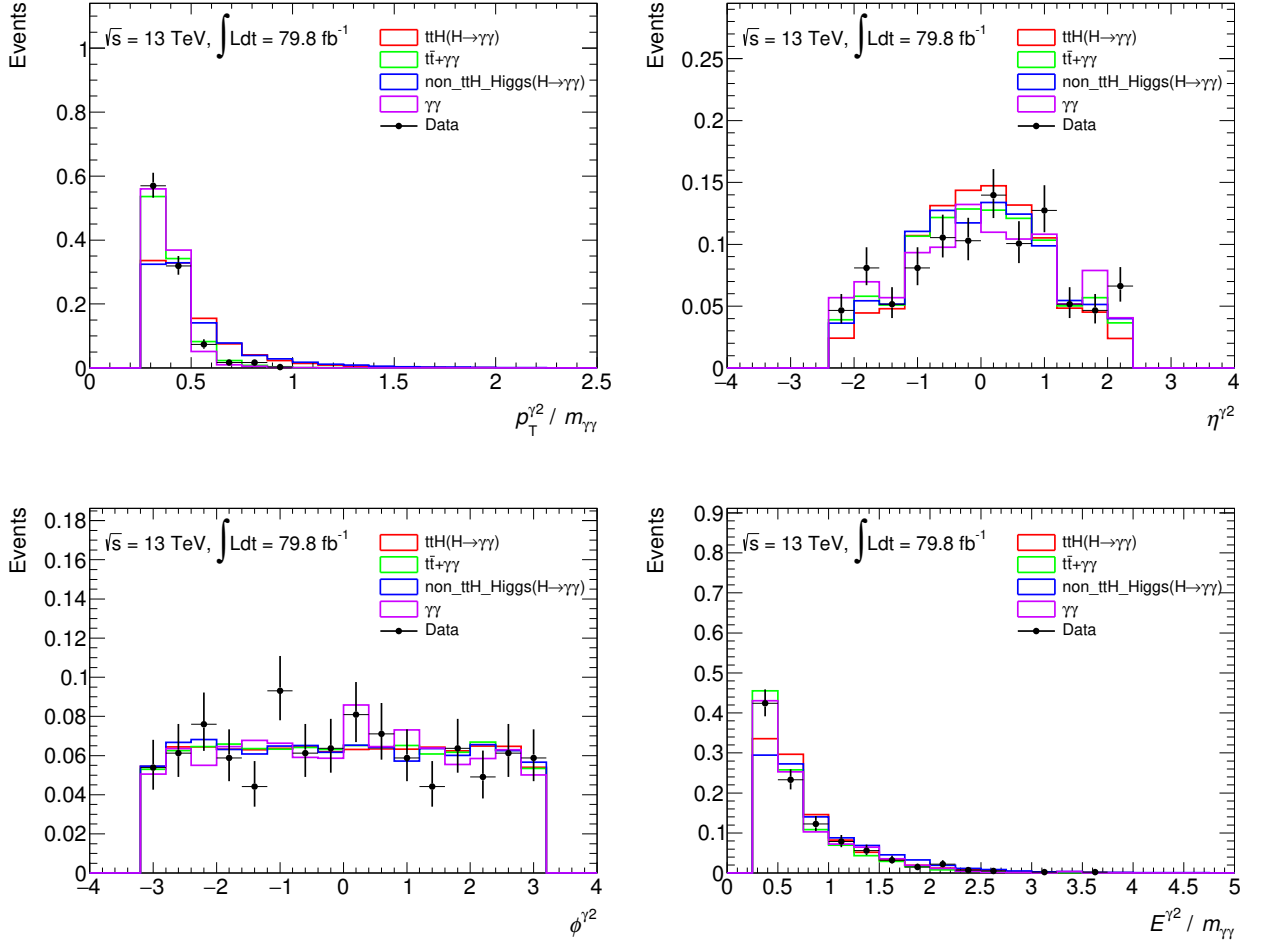 Events
√s = 13 TeV, ∫Ldt = 79.8 fb⁻¹
ttH(H→γγ)
tt̄+γγ
non_ttH_Higgs(H→γγ)
γγ
Data
1
0.8
0.6
0.4
0.2
0
0 0.5 1 1.5 2 2.5
p_T^γ2 / m_γγ
Events
√s = 13 TeV, ∫Ldt = 79.8 fb⁻¹
ttH(H→γγ)
tt̄+γγ
non_ttH_Higgs(H→γγ)
γγ
Data
0.25
0.2
0.15
0.1
0.05
0
−4 −3 −2 −1 0 1 2 3 4
η^γ2
Events
√s = 13 TeV, ∫Ldt = 79.8 fb⁻¹
ttH(H→γγ)
tt̄+γγ
non_ttH_Higgs(H→γγ)
γγ
Data
0.18
0.16
0.14
0.12
0.1
0.08
0.06
0.04
0.02
0
−4 −3 −2 −1 0 1 2 3 4
ϕ^γ2
Events
√s = 13 TeV, ∫Ldt = 79.8 fb⁻¹
ttH(H→γγ)
tt̄+γγ
non_ttH_Higgs(H→γγ)
γγ
Data
0.9
0.8
0.7
0.6
0.5
0.4
0.3
0.2
0.1
0
0 0.5 1 1.5 2 2.5 3 3.5 4 4.5 5
E^γ2 / m_γγ